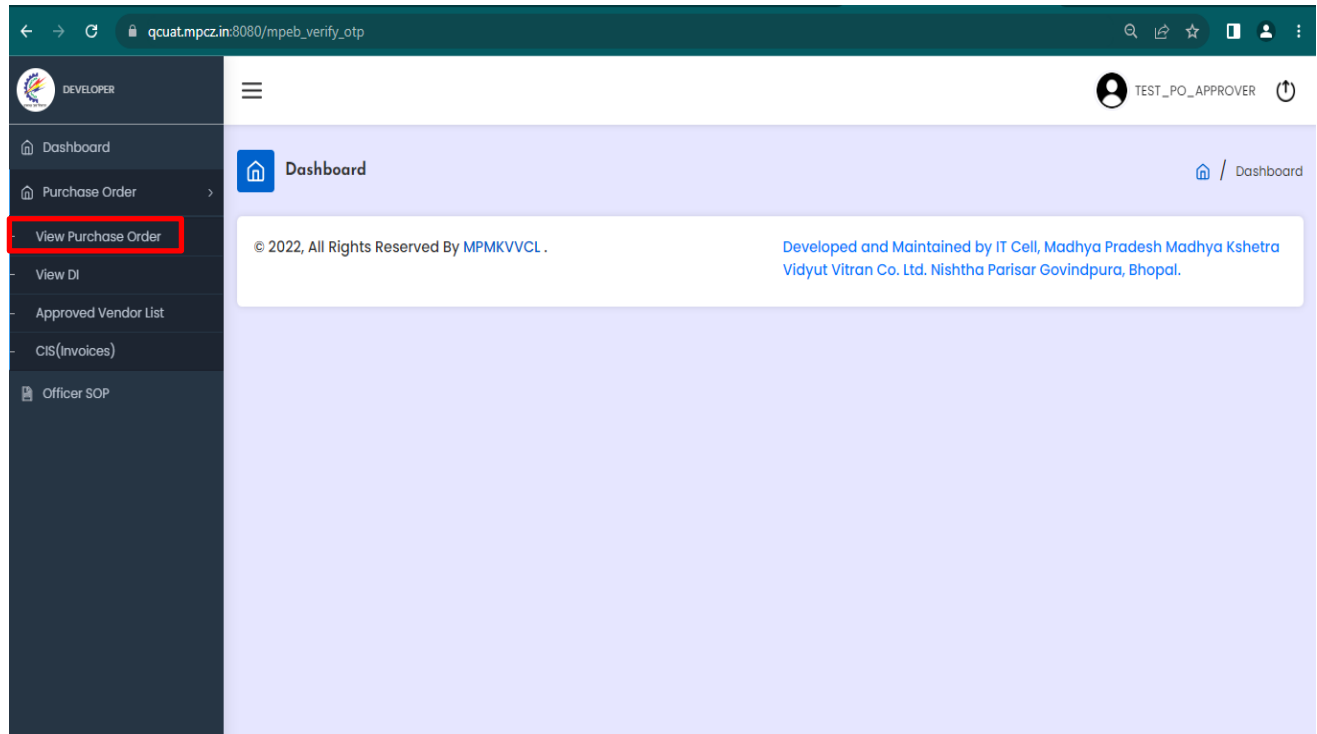 qcuat.mpcz.in:8080/mpeb_verify_otp
DEVELOPER
TEST_PO_APPROVER
Dashboard
Purchase Order
View Purchase Order
View DI
Approved Vendor List
CIS(Invoices)
Officer SOP
Dashboard
/ Dashboard
© 2022, All Rights Reserved By MPMKVVCL .
Developed and Maintained by IT Cell, Madhya Pradesh Madhya Kshetra
Vidyut Vitran Co. Ltd. Nishtha Parisar Govindpura, Bhopal.